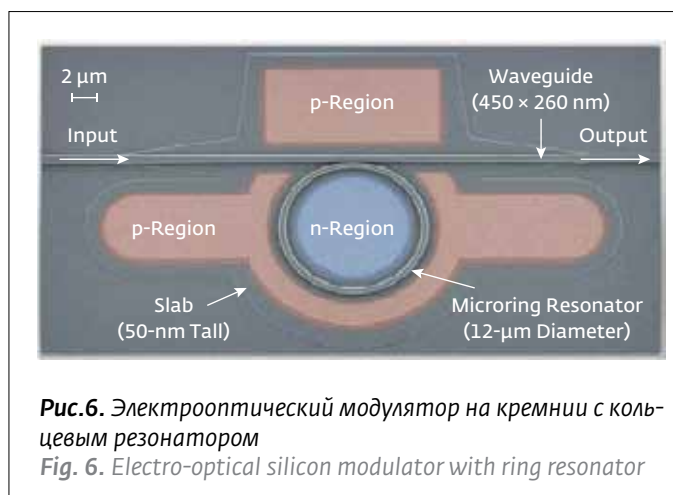 2 µm
p-Region
Waveguide
(450 × 260 nm)
Input
Output
p-Region
n-Region
Slab
(50-nm Tall)
Microring Resonator
(12-µm Diameter)
Рис.6. Электрооптический модулятор на кремнии с коль-
цевым резонатором
Fig. 6. Electro-optical silicon modulator with ring resonator